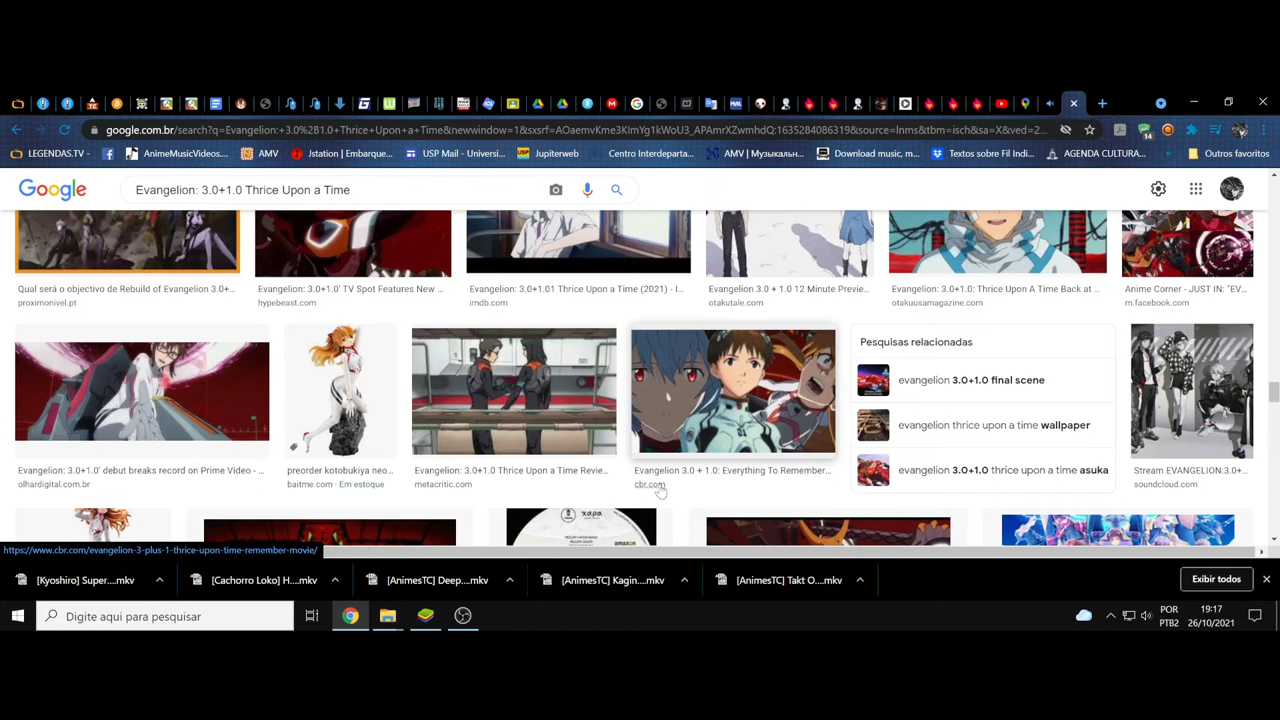 google.com.br/search?q=Evangelion:+3.0%2B1.0+Thrice+Upon+a+Time&newwindow=1&sxsrf=AOaemvKme3KImYg1kWoU3_APAmrXZwmhdQ:1635284086319&source=lnms&tbm=isch&sa=X&ved=2...
14
LEGENDAS.TV -
AnimeMusicVideos....
AMV
Jstation | Embarque...
USP Mail - Universi...
Jupiterweb
Centro Interdeparta...
AMV | Музыкальн...
Download music, m...
Textos sobre Fil Indi...
AGENDA CULTURA...
»
Outros favoritos
Google
Evangelion: 3.0+1.0 Thrice Upon a Time
Qual será o objectivo de Rebuild of Evangelion 3.0+...
proximonivel.pt
Evangelion: 3.0+1.0' TV Spot Features New ...
hypebeast.com
Evangelion: 3.0+1.01 Thrice Upon a Time (2021) - I...
imdb.com
Evangelion 3.0 + 1.0 12 Minute Previe...
otakutale.com
Evangelion: 3.0+1.0: Thrice Upon A Time Back at ...
otakuusamagazine.com
Anime Corner - JUST IN: "EV...
m.facebook.com
Evangelion: 3.0+1.0' debut breaks record on Prime Video - ...
olhardigital.com.br
preorder kotobukiya neo...
baitme.com · Em estoque
Evangelion: 3.0+1.0 Thrice Upon a Time Revie...
metacritic.com
Evangelion 3.0 + 1.0: Everything To Remember...
cbr.com
Pesquisas relacionadas
evangelion 3.0+1.0 final scene
evangelion thrice upon a time wallpaper
evangelion 3.0+1.0 thrice upon a time asuka
Stream EVANGELION:3.0+...
soundcloud.com
xapa
amazon
https://www.cbr.com/evangelion-3-plus-1-thrice-upon-time-remember-movie/
[Kyoshiro] Super....mkv
[Cachorro Loko] H....mkv
[AnimesTC] Deep....mkv
[AnimesTC] Kagin....mkv
[AnimesTC] Takt O....mkv
Exibir todos
Digite aqui para pesquisar
POR
PTB2
19:17
26/10/2021